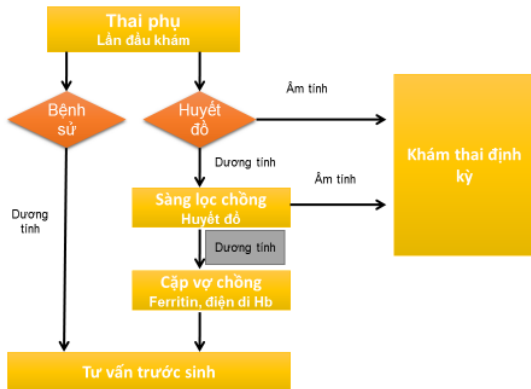 Thai phụ
Lần đầu khám
Bệnh
sử
Huyết
đồ
Âm tính
Khám thai định
kỳ
Dương tính
Sàng lọc chồng
Huyết đồ
Âm tính
Dương
tính
Dương tính
Cặp vợ chồng
Ferritin, điện di Hb
Tư vấn trước sinh